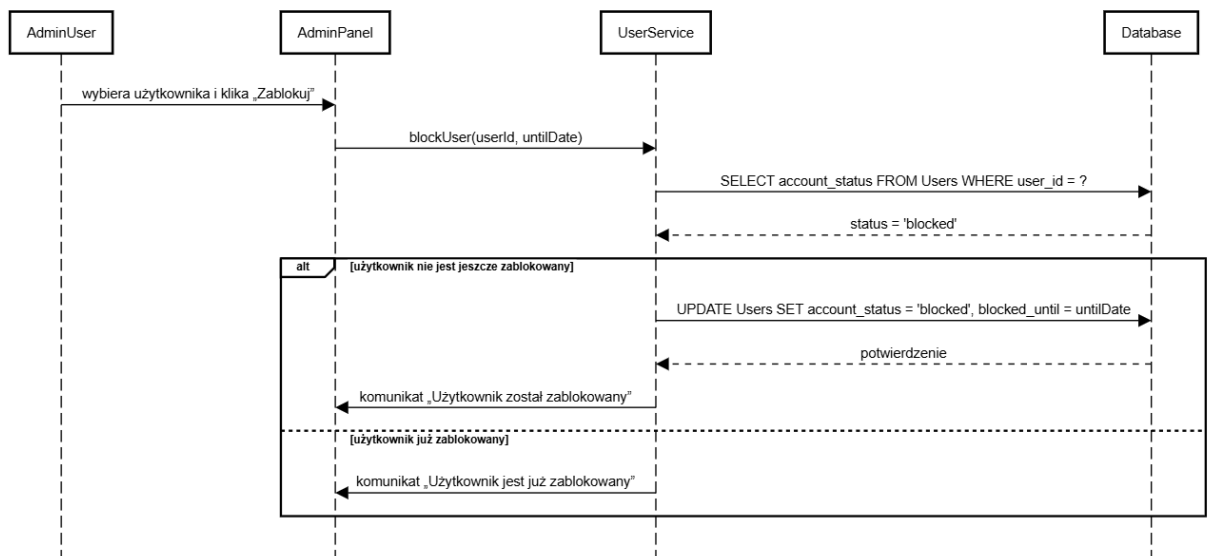 AdminUser
AdminPanel
UserService
Database
wybiera użytkownika i klika „Zablokuj”
blockUser(userId, untilDate)
SELECT account_status FROM Users WHERE user_id = ?
status = 'blocked'
alt
[użytkownik nie jest jeszcze zablokowany]
UPDATE Users SET account_status = 'blocked', blocked_until = untilDate
potwierdzenie
komunikat „Użytkownik został zablokowany”
[użytkownik już zablokowany]
komunikat „Użytkownik jest już zablokowany”